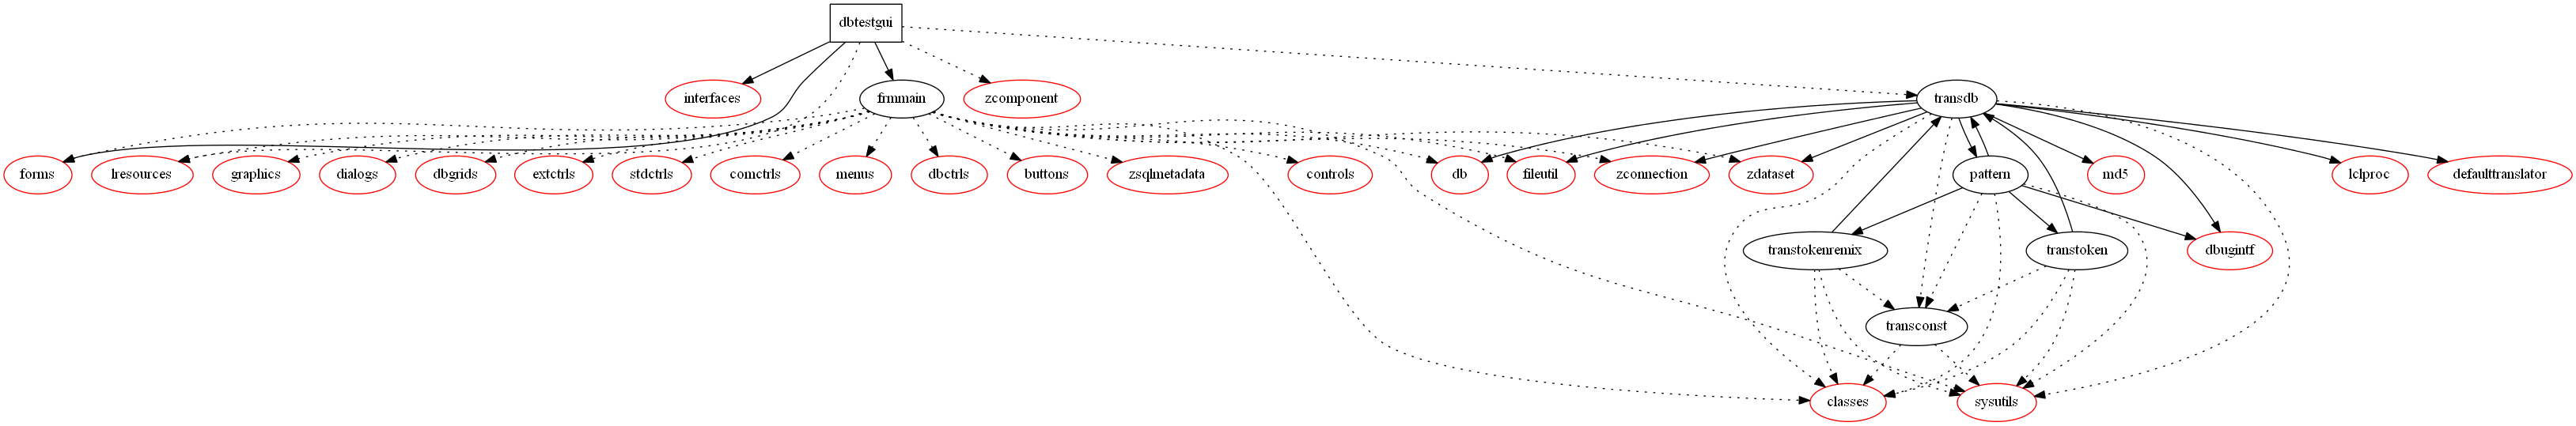 dbtestgui
interfaces
frmmain
zcomponent
transdb
forms
lresources
graphics
dialogs
dbgrids
extctrls
stdctrls
comctrls
menus
dbctrls
buttons
zsqlmetadata
controls
db
fileutil
zconnection
zdataset
pattern
md5
lclproc
defaulttranslator
transtokenremix
transtoken
dbugintf
transconst
classes
sysutils